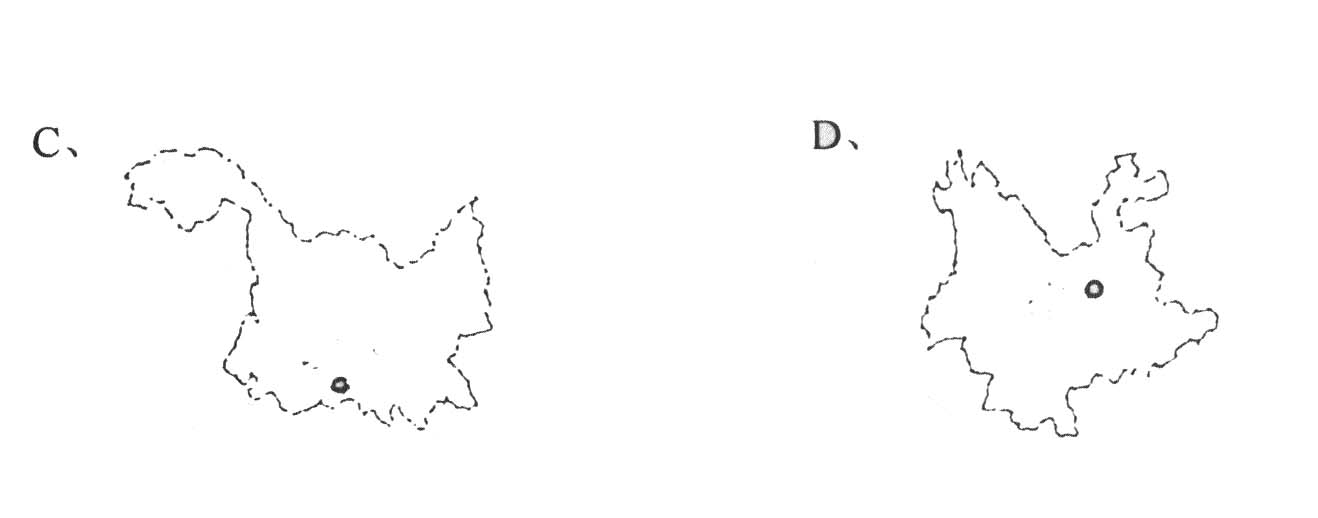 C、 D、